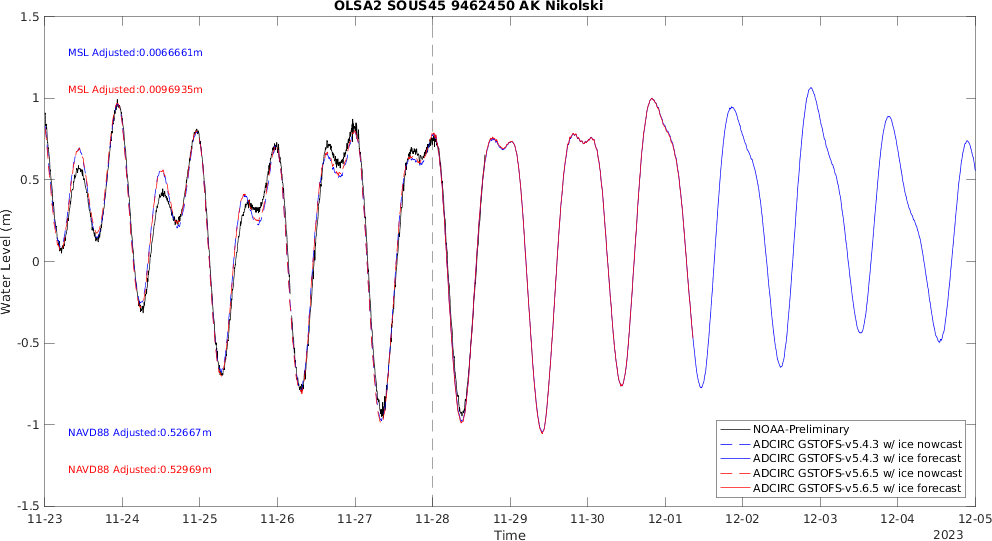 OLSA2 SOUS45 9462450 AK Nikolski
1.5
1
0.5
0
-0.5
-1
-1.5
Water Level (m)
MSL Adjusted:0.0066661m
MSL Adjusted:0.0096935m
NAVD88 Adjusted:0.52667m
NAVD88 Adjusted:0.52969m
NOAA-Preliminary
ADCIRC GSTOFS-v5.4.3 w/ ice nowcast
ADCIRC GSTOFS-v5.4.3 w/ ice forecast
ADCIRC GSTOFS-v5.6.5 w/ ice nowcast
ADCIRC GSTOFS-v5.6.5 w/ ice forecast
11-23 11-24 11-25 11-26 11-27 11-28 11-29 11-30 12-01 12-02 12-03 12-04 12-05
Time
2023